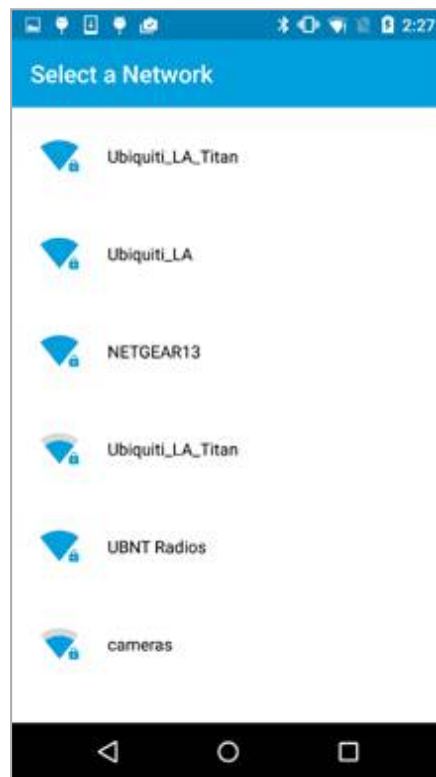 2:27
Select a Network
Ubiquiti_LA_Titan
Ubiquiti_LA
NETGEAR13
Ubiquiti_LA_Titan
UBNT Radios
cameras